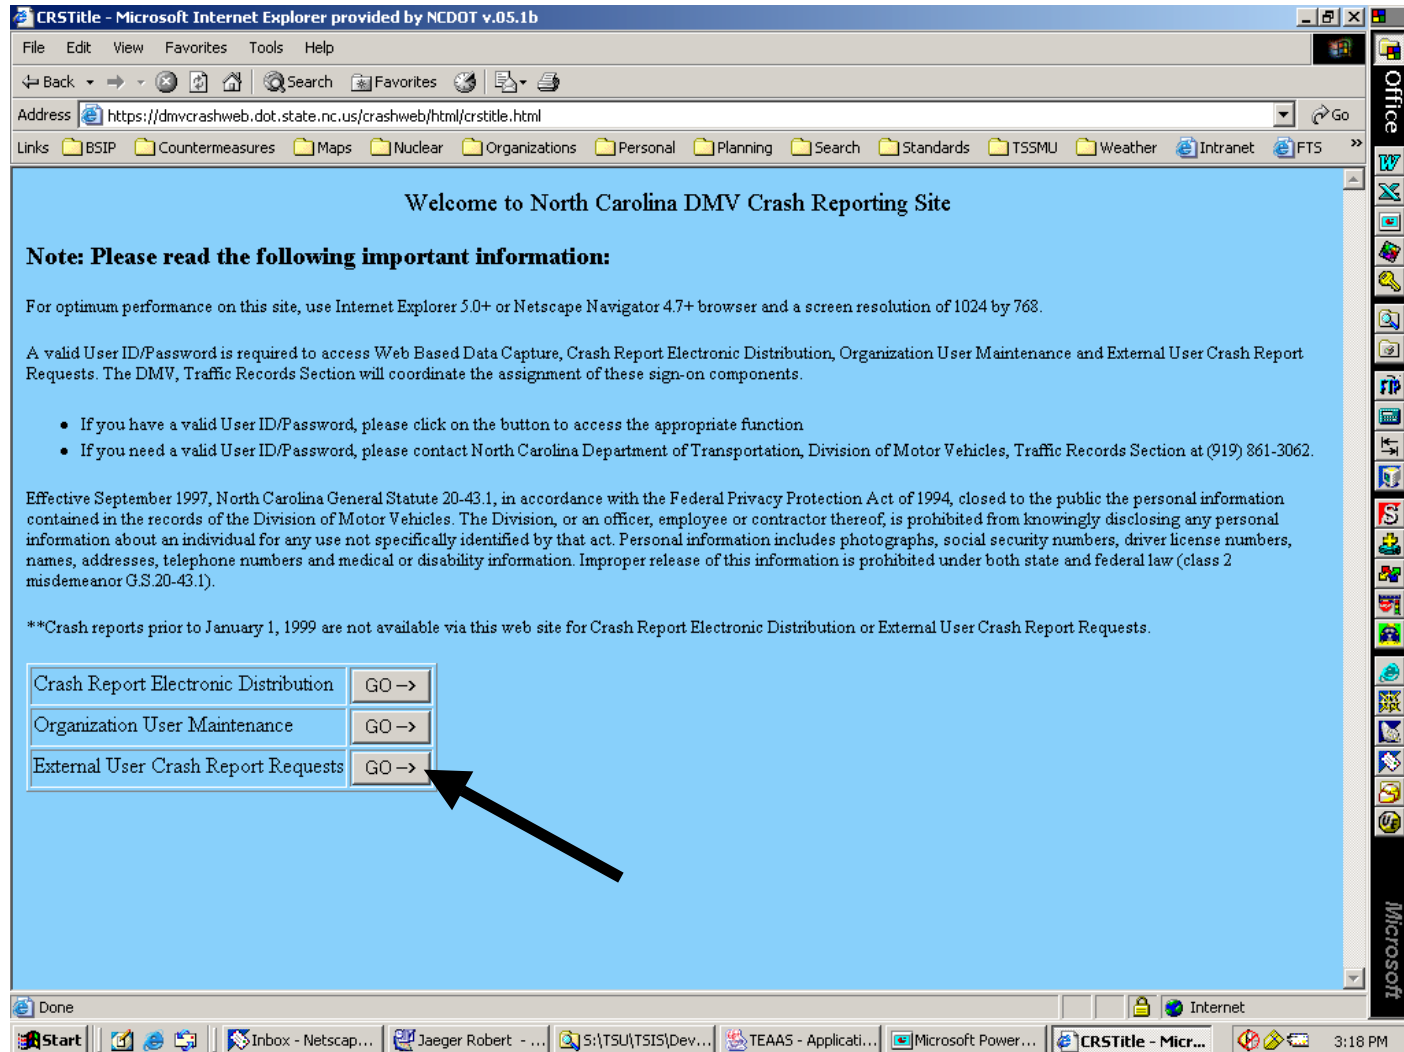 CRSTitle - Microsoft Internet Explorer provided by NCDOT v.05.1b
File Edit View Favorites Tools Help
Back Search Favorites
Address https://dmvcrashweb.dot.state.nc.us/crashweb/html/crstitle.html Go
Links BSIP Countermeasures Maps Nuclear Organizations Personal Planning Search Standards TSSMU Weather Intranet FTS »
Welcome to North Carolina DMV Crash Reporting Site
Note: Please read the following important information:
For optimum performance on this site, use Internet Explorer 5.0+ or Netscape Navigator 4.7+ browser and a screen resolution of 1024 by 768.
A valid User ID/Password is required to access Web Based Data Capture, Crash Report Electronic Distribution, Organization User Maintenance and External User Crash Report
Requests. The DMV, Traffic Records Section will coordinate the assignment of these sign-on components.
• If you have a valid User ID/Password, please click on the button to access the appropriate function
• If you need a valid User ID/Password, please contact North Carolina Department of Transportation, Division of Motor Vehicles, Traffic Records Section at (919) 861-3062.
Effective September 1997, North Carolina General Statute 20-43.1, in accordance with the Federal Privacy Protection Act of 1994, closed to the public the personal information
contained in the records of the Division of Motor Vehicles. The Division, or an officer, employee or contractor thereof, is prohibited from knowingly disclosing any personal
information about an individual for any use not specifically identified by that act. Personal information includes photographs, social security numbers, driver license numbers,
names, addresses, telephone numbers and medical or disability information. Improper release of this information is prohibited under both state and federal law (class 2
misdemeanor G.S.20-43.1).
**Crash reports prior to January 1, 1999 are not available via this web site for Crash Report Electronic Distribution or External User Crash Report Requests.
Crash Report Electronic Distribution GO -->
Organization User Maintenance GO -->
External User Crash Report Requests GO -->
Done Internet
Start Inbox - Netscap... Jaeger Robert - ... S:\TSU\TSIS\Dev... TEAAS - Applicati... Microsoft Power... CRSTitle - Micr... 3:18 PM
Office
Microsoft